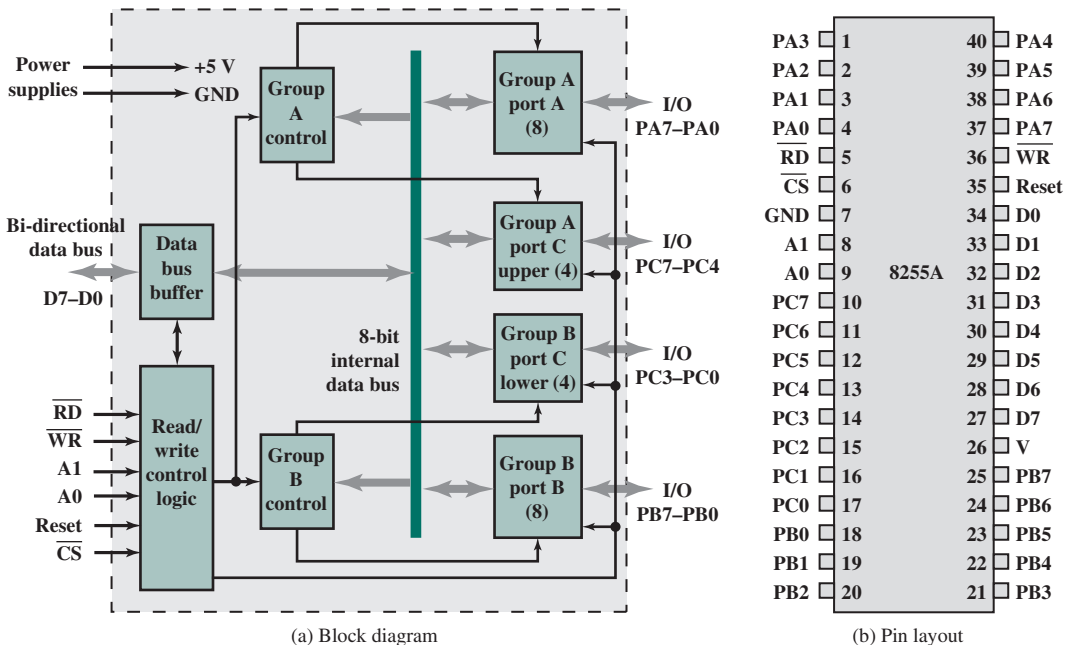 Power supplies
+5 V
GND
Group A control
Group A port A (8)
I/O PA7–PA0
Group A port C upper (4)
I/O PC7–PC4
Bi-directional data bus
D7–D0
Data bus buffer
8-bit internal data bus
Group B port C lower (4)
I/O PC3–PC0
R̅D̅
W̅R̅
A1
A0
Reset
C̅S̅
Read/ write control logic
Group B control
Group B port B (8)
I/O PB7–PB0
(a) Block diagram
PA3 1 40 PA4
PA2 2 39 PA5
PA1 3 38 PA6
PA0 4 37 PA7
R̅D̅ 5 36 W̅R̅
C̅S̅ 6 35 Reset
GND 7 34 D0
A1 8 33 D1
A0 9 8255A 32 D2
PC7 10 31 D3
PC6 11 30 D4
PC5 12 29 D5
PC4 13 28 D6
PC3 14 27 D7
PC2 15 26 V
PC1 16 25 PB7
PC0 17 24 PB6
PB0 18 23 PB5
PB1 19 22 PB4
PB2 20 21 PB3
(b) Pin layout